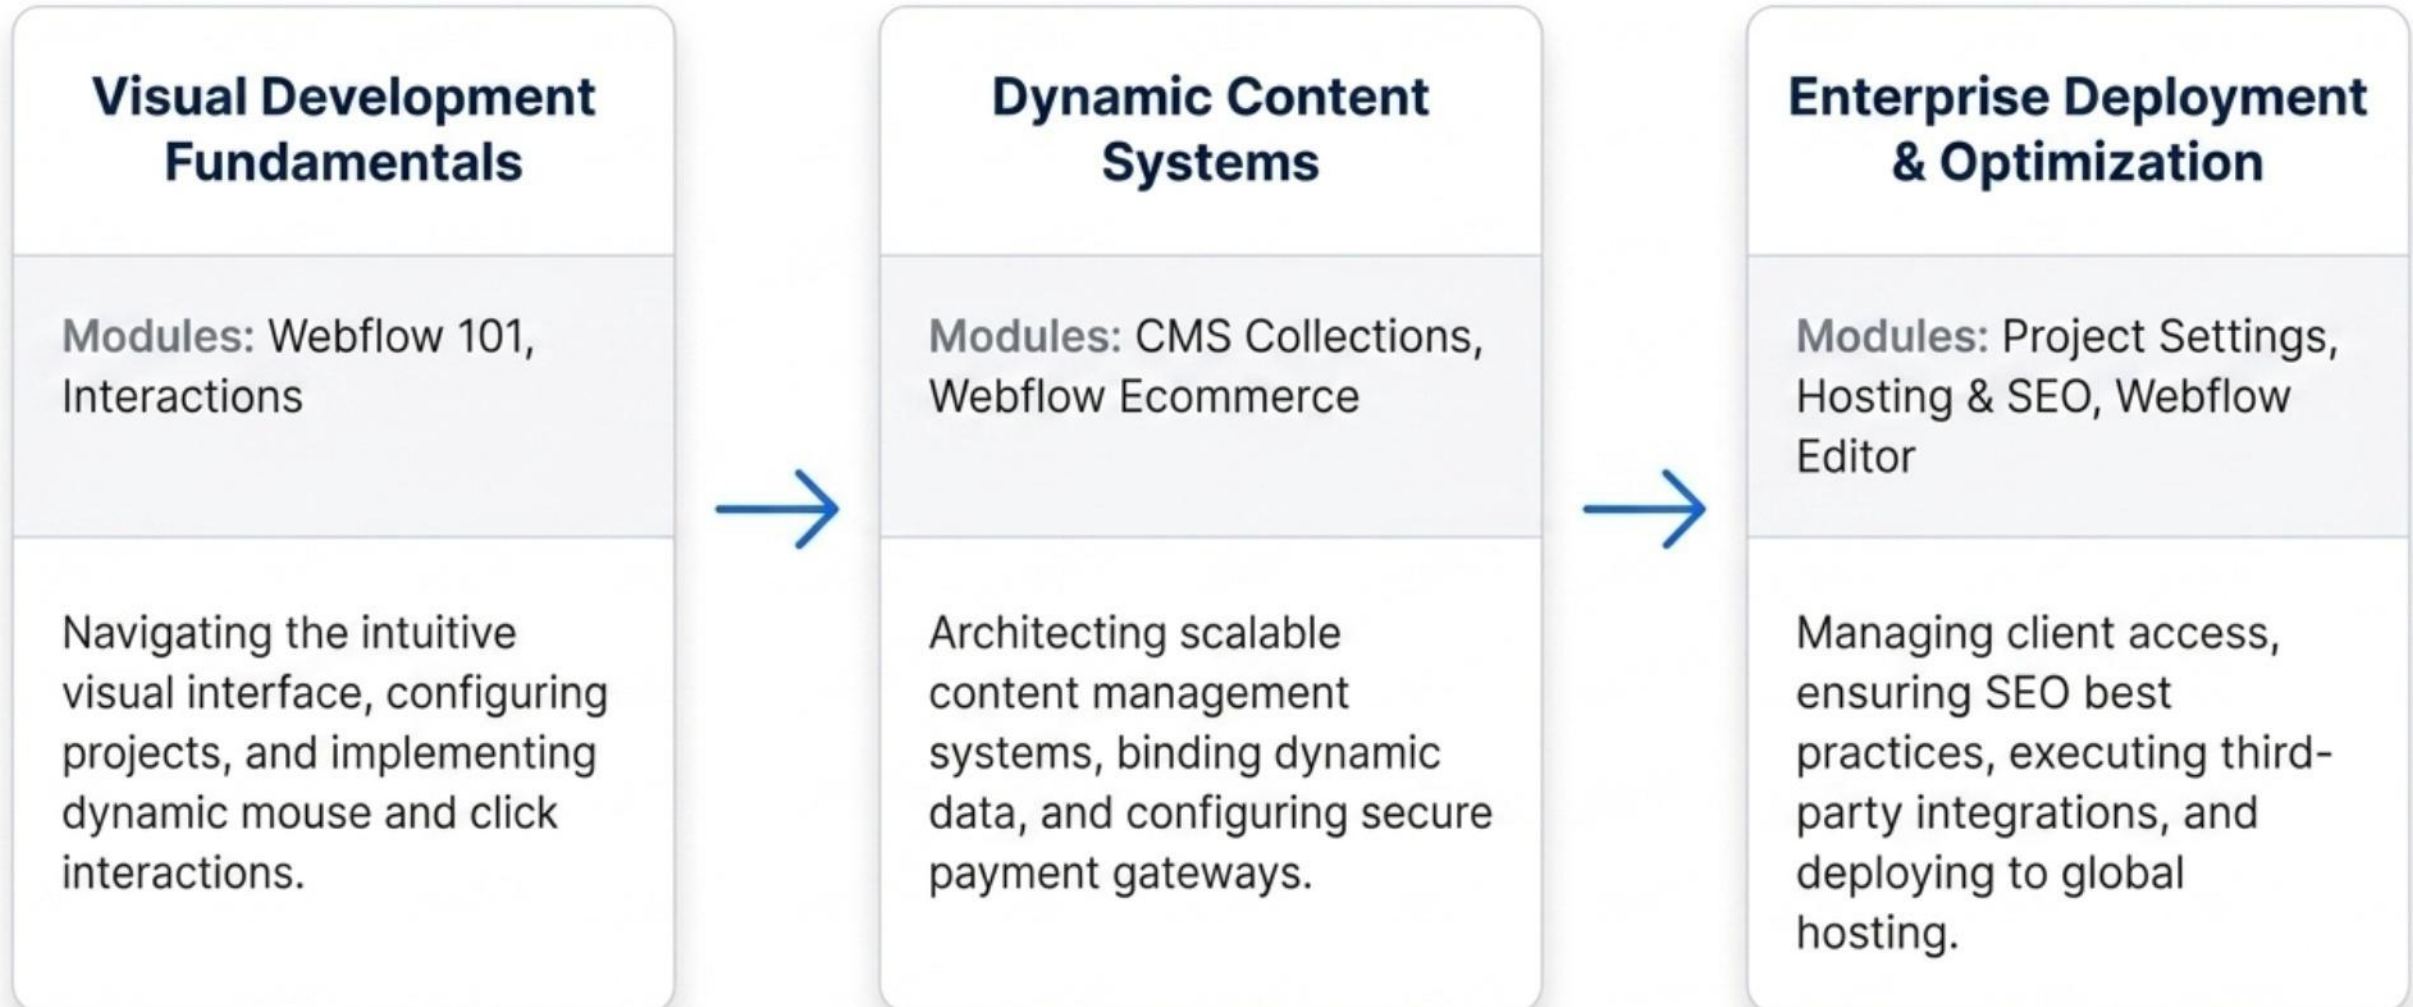 Visual Development
Fundamentals
Modules: Webflow 101,
Interactions
Navigating the intuitive
visual interface, configuring
projects, and implementing
dynamic mouse and click
interactions.
Dynamic Content
Systems
Modules: CMS Collections,
Webflow Ecommerce
Architecting scalable
content management
systems, binding dynamic
data, and configuring secure
payment gateways.
Enterprise Deployment
& Optimization
Modules: Project Settings,
Hosting & SEO, Webflow
Editor
Managing client access,
ensuring SEO best
practices, executing third-
party integrations, and
deploying to global
hosting.